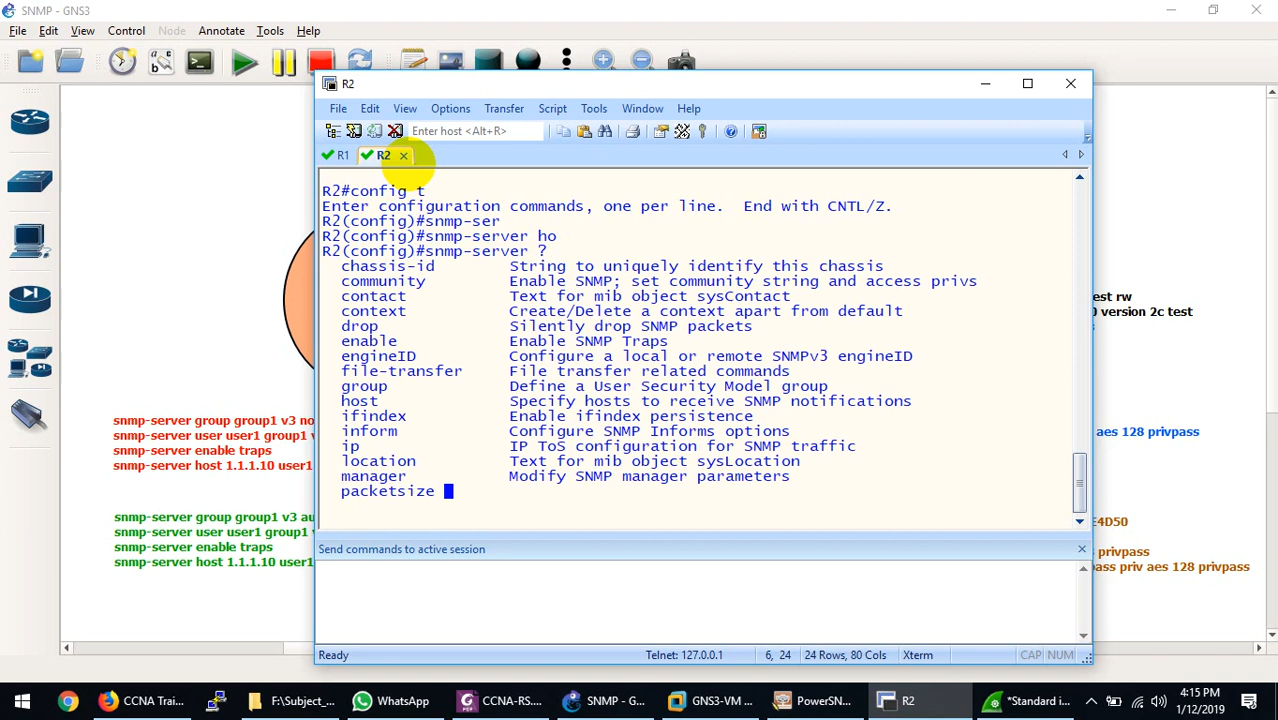 SNMP - GNS3
File Edit View Control Node Annotate Tools Help
R2
File Edit View Options Transfer Script Tools Window Help
Enter host <Alt+R>
R1 R2
R2#config t
Enter configuration commands, one per line. End with CNTL/Z.
R2(config)#snmp-ser
R2(config)#snmp-server ho
R2(config)#snmp-server ?
chassis-id String to uniquely identify this chassis
community Enable SNMP; set community string and access privs
contact Text for mib object sysContact
context Create/Delete a context apart from default
drop Silently drop SNMP packets
enable Enable SNMP Traps
engineID Configure a local or remote SNMPv3 engineID
file-transfer File transfer related commands
group Define a User Security Model group
host Specify hosts to receive SNMP notifications
ifindex Enable ifindex persistence
inform Configure SNMP Informs options
ip IP ToS configuration for SNMP traffic
location Text for mib object sysLocation
manager Modify SNMP manager parameters
packetsize
Send commands to active session
Ready Telnet: 127.0.0.1 6, 24 24 Rows, 80 Cols Xterm CAP NUM
snmp-server group group1 v3 no
snmp-server user user1 group1 v
snmp-server enable traps
snmp-server host 1.1.1.10 user1
snmp-server group group1 v3 au
snmp-server user user1 group1 v
snmp-server enable traps
snmp-server host 1.1.1.10 user1
est rw
0 version 2c test
aes 128 privpass
E4D50
privpass
pass priv aes 128 privpass
CCNA Trai... F:\Subject_... WhatsApp CCNA-RS.... SNMP - G... GNS3-VM ... PowerSN... R2 *Standard i... 4:15 PM
1/12/2019